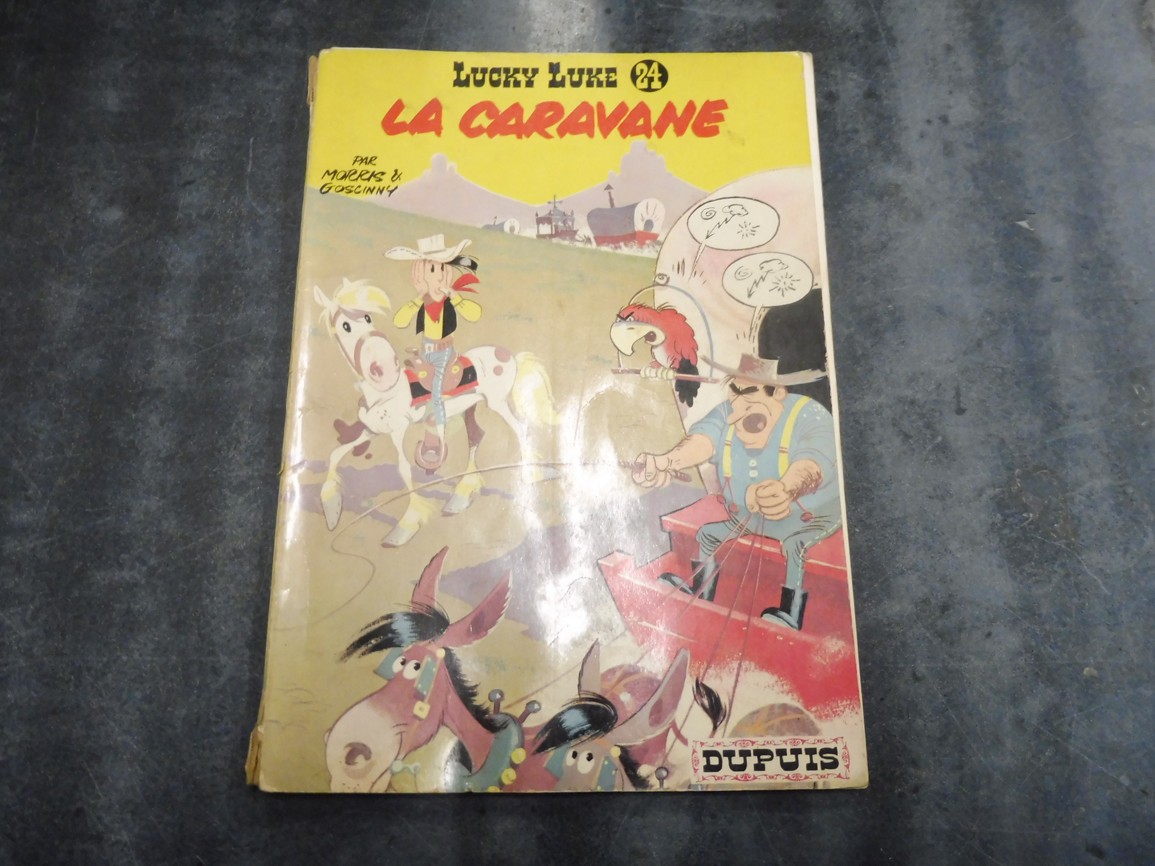 LUCKY LUKE 24
LA CARAVANE
PAR
MORRIS &
GOSCINNY
DUPUIS